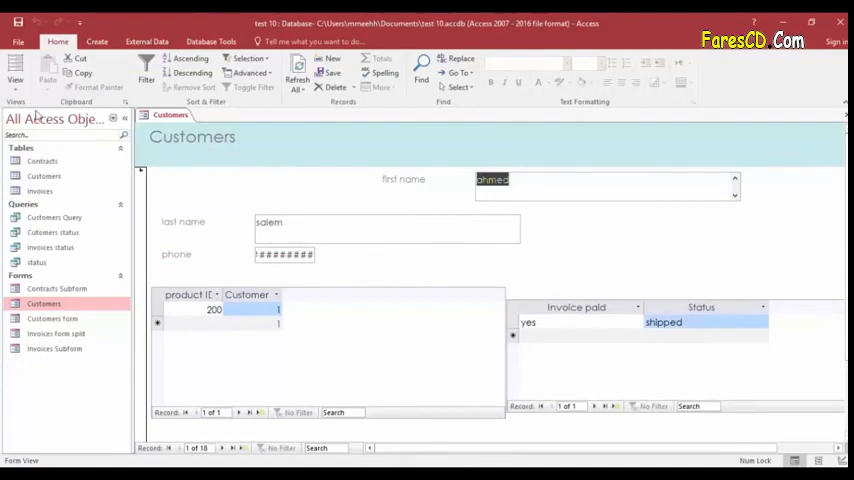 test 10 : Database- C:\Users\mmeehh\Documents\test 10.accdb (Access 2007 - 2016 file format) - Access
File Home Create External Data Database Tools Tell me what you want to do Sign in
FaresCD.Com
View
Views
Paste
Cut
Copy
Format Painter
Clipboard
Filter
Ascending
Descending
Remove Sort
Selection
Advanced
Toggle Filter
Sort & Filter
Refresh
All
New
Save
Delete
Totals
Spelling
More
Records
Find
Replace
Go To
Select
Find
B I U
Text Formatting
All Access Obje...
Search...
Tables
Contracts
Customers
Invoices
Queries
Customers Query
Cutomers status
invoices status
status
Forms
Contracts Subform
Customers
Customers form
Invoices form split
Invoices Subform
Customers
Customers
first name ahmed
last name salem
phone !########
product ID Customer
200 1
1
Record: 1 of 1 No Filter Search
Invoice paid Status
yes shipped
Record: 1 of 1 No Filter Search
Record: 1 of 18 No Filter Search
Form View Num Lock